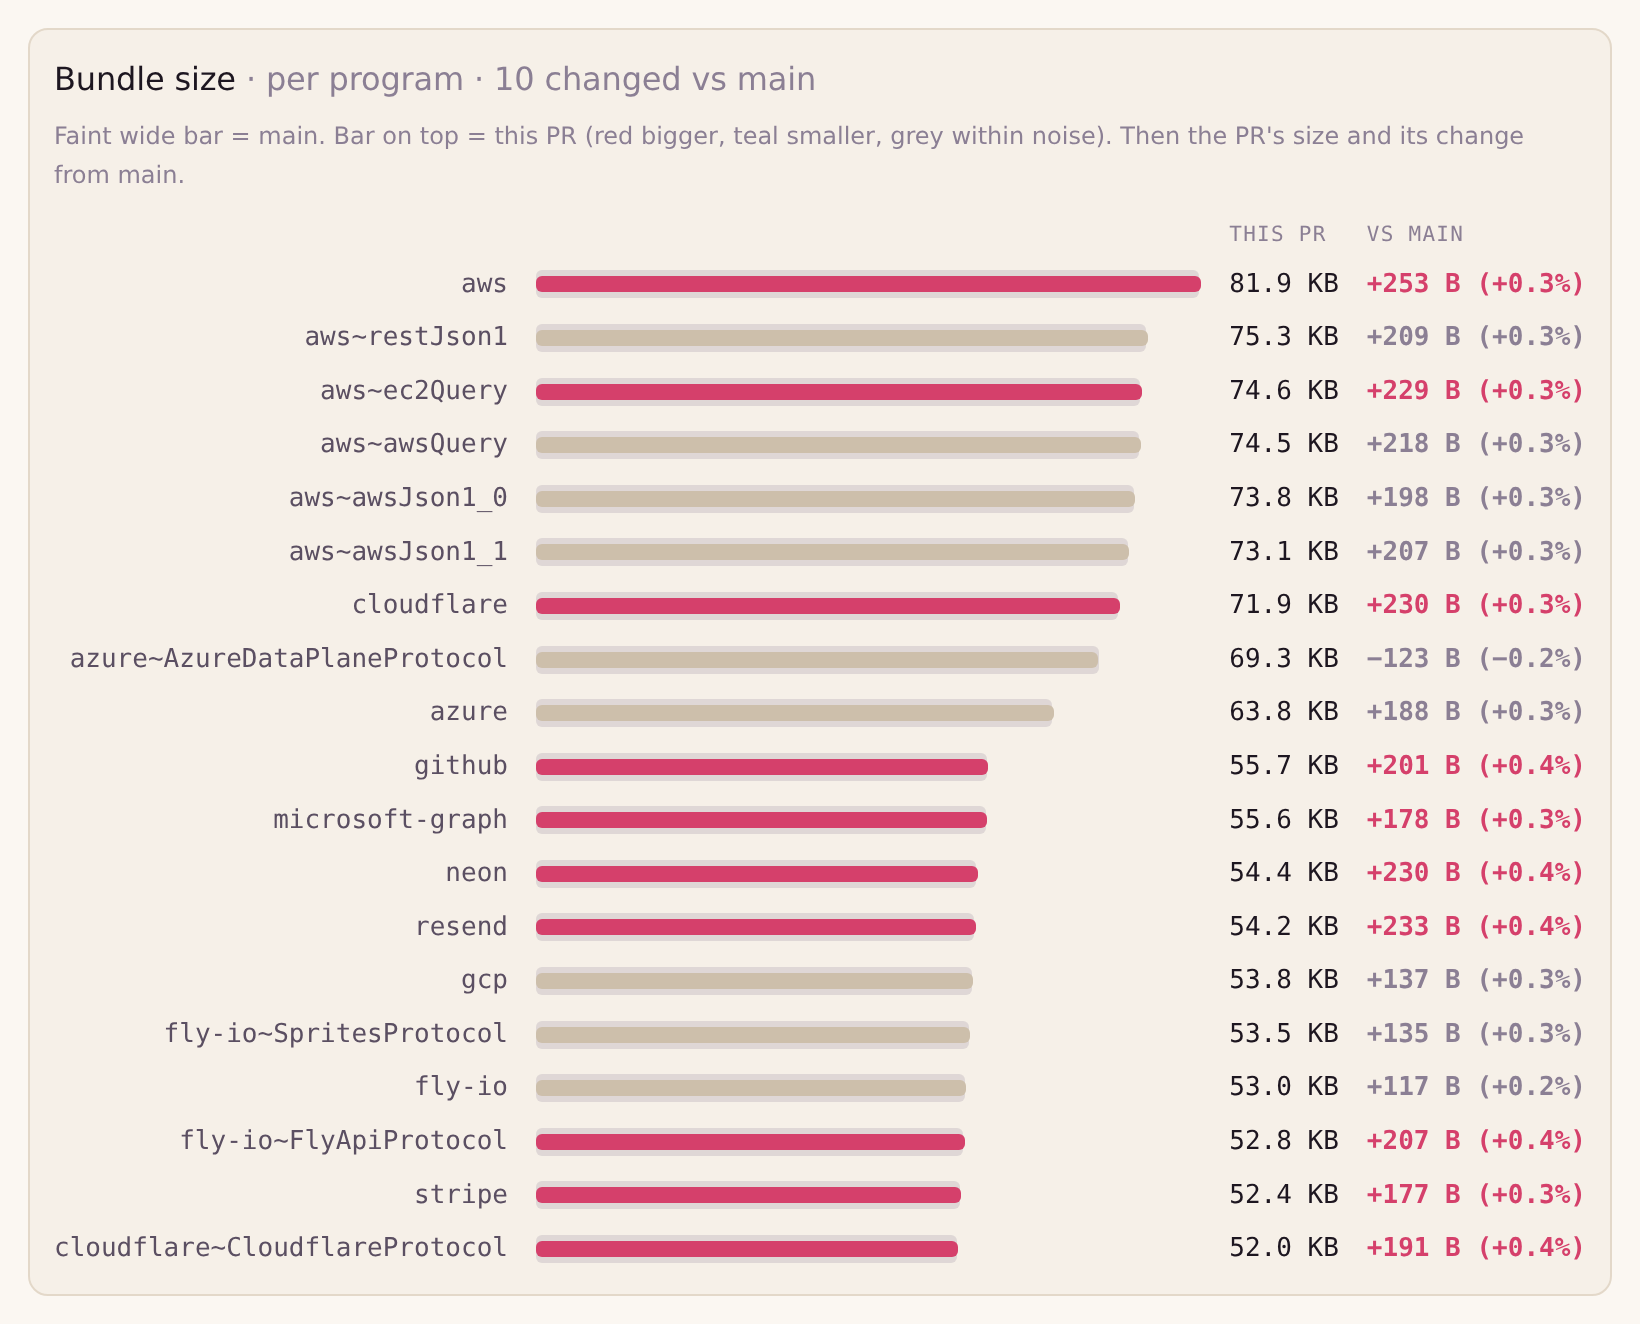 Bundle size · per program · 10 changed vs main
Faint wide bar = main. Bar on top = this PR (red bigger, teal smaller, grey within noise). Then the PR's size and its change
from main.
THIS PR VS MAIN
aws 81.9 KB +253 B (+0.3%)
aws~restJson1 75.3 KB +209 B (+0.3%)
aws~ec2Query 74.6 KB +229 B (+0.3%)
aws~awsQuery 74.5 KB +218 B (+0.3%)
aws~awsJson1_0 73.8 KB +198 B (+0.3%)
aws~awsJson1_1 73.1 KB +207 B (+0.3%)
cloudflare 71.9 KB +230 B (+0.3%)
azure~AzureDataPlaneProtocol 69.3 KB −123 B (−0.2%)
azure 63.8 KB +188 B (+0.3%)
github 55.7 KB +201 B (+0.4%)
microsoft-graph 55.6 KB +178 B (+0.3%)
neon 54.4 KB +230 B (+0.4%)
resend 54.2 KB +233 B (+0.4%)
gcp 53.8 KB +137 B (+0.3%)
fly-io~SpritesProtocol 53.5 KB +135 B (+0.3%)
fly-io 53.0 KB +117 B (+0.2%)
fly-io~FlyApiProtocol 52.8 KB +207 B (+0.4%)
stripe 52.4 KB +177 B (+0.3%)
cloudflare~CloudflareProtocol 52.0 KB +191 B (+0.4%)